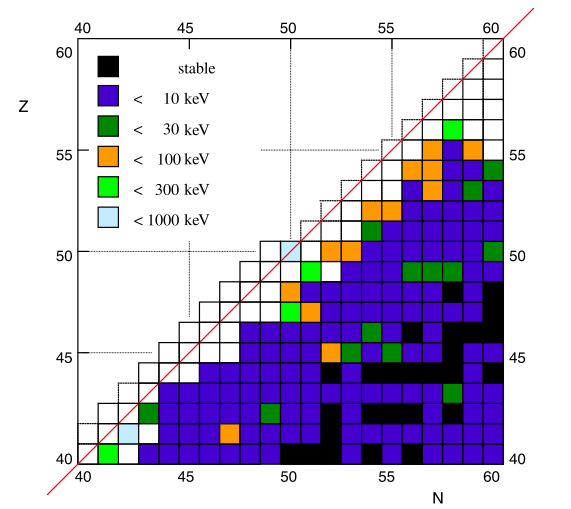 40 45 50 55 60
60 60
stable
Z
< 10 keV
< 30 keV
55 < 100 keV 55
< 300 keV
< 1000 keV
50 50
45 45
40 40
40 45 50 55 60
N